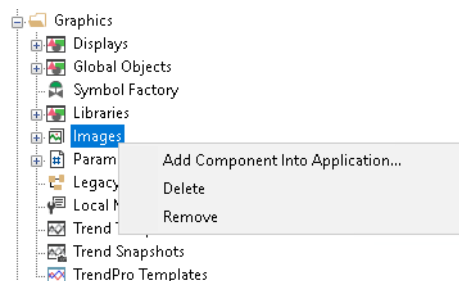 Graphics
Displays
Global Objects
Symbol Factory
Libraries
Images
Add Component Into Application...
Delete
Remove
Param
Legacy
Local
Trend
Trend Snapshots
TrendPro Templates